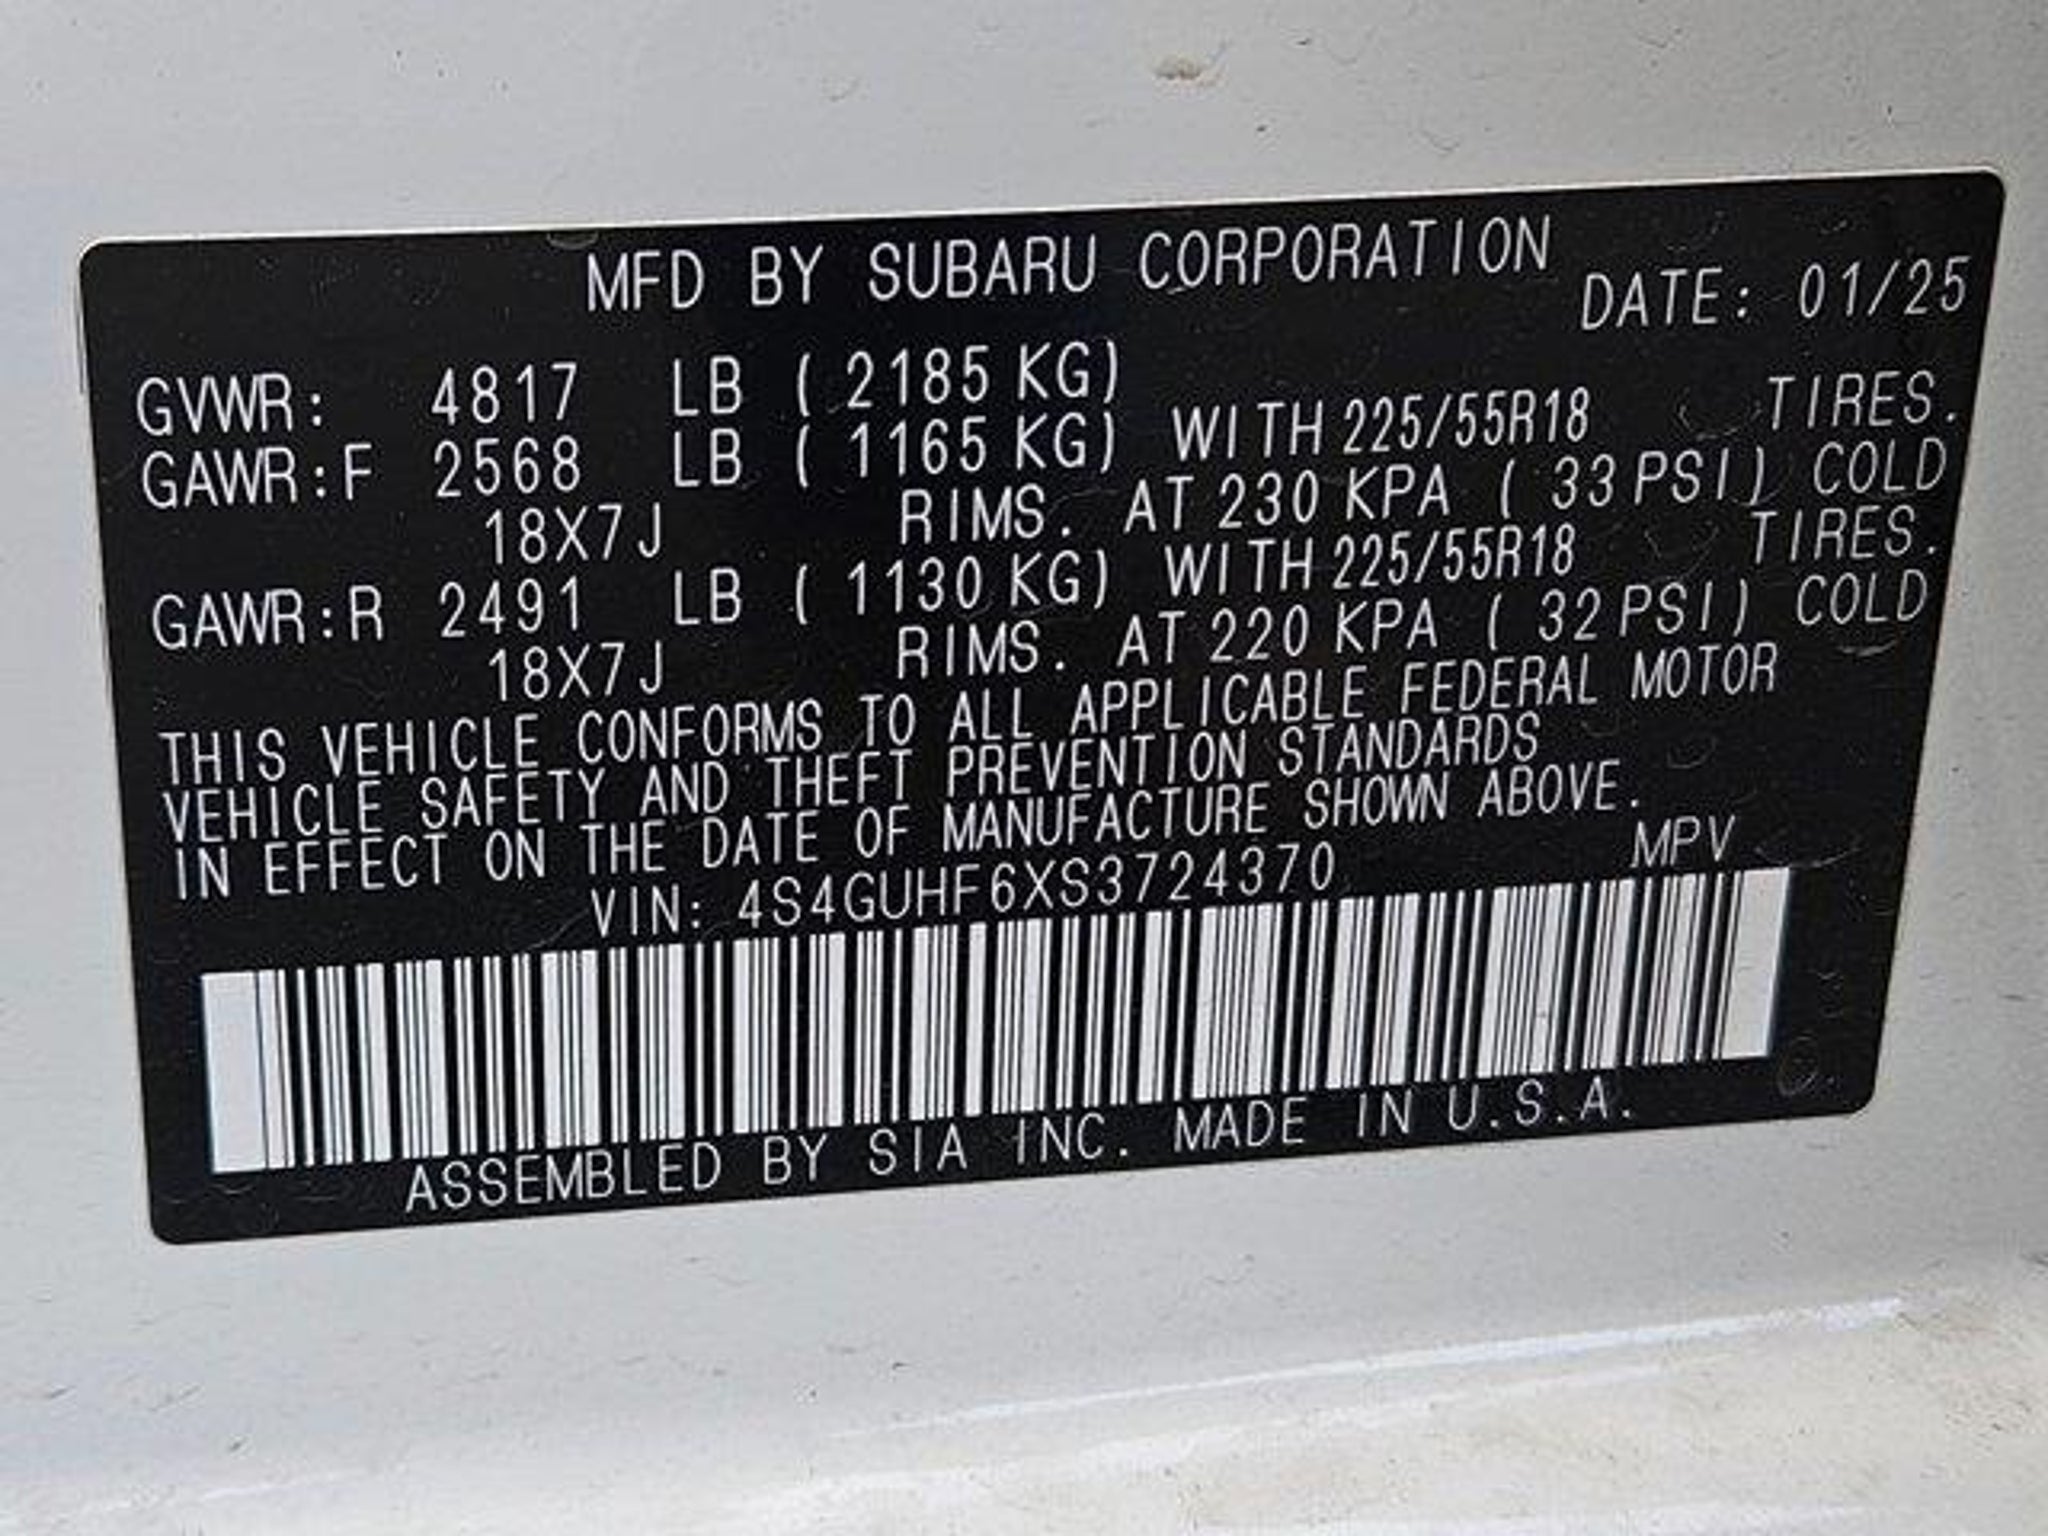 MFD BY SUBARU CORPORATION DATE: 01/25
GVWR: 4817 LB ( 2185 KG)
GAWR:F 2568 LB ( 1165 KG) WITH 225/55R18 TIRES.
18X7J RIMS. AT 230 KPA ( 33 PSI) COLD
GAWR:R 2491 LB ( 1130 KG) WITH 225/55R18 TIRES.
18X7J RIMS. AT 220 KPA ( 32 PSI) COLD
THIS VEHICLE CONFORMS TO ALL APPLICABLE FEDERAL MOTOR
VEHICLE SAFETY AND THEFT PREVENTION STANDARDS
IN EFFECT ON THE DATE OF MANUFACTURE SHOWN ABOVE.
VIN: 4S4GUHF6XS3724370 MPV
ASSEMBLED BY SIA INC. MADE IN U.S.A.